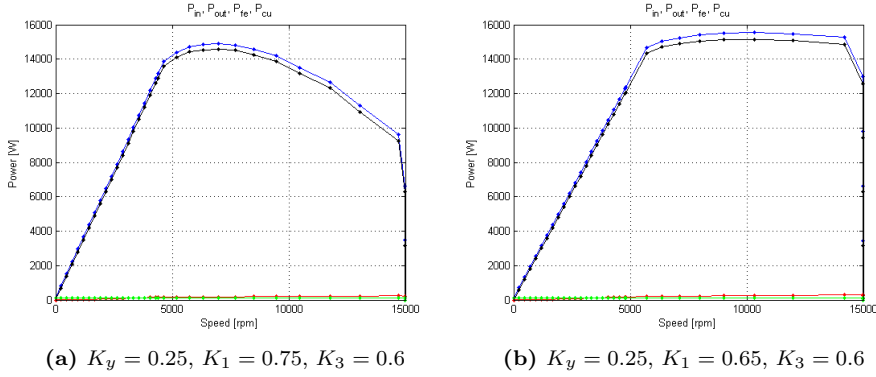 P_in, P_out, P_fe, P_cu
16000
14000
12000
10000
8000
6000
4000
2000
0
Power [W]
0 5000 10000 15000
Speed [rpm]
(a) K_y = 0.25, K_1 = 0.75, K_3 = 0.6
P_in, P_out, P_fe, P_cu
16000
14000
12000
10000
8000
6000
4000
2000
0
Power [W]
0 5000 10000 15000
Speed [rpm]
(b) K_y = 0.25, K_1 = 0.65, K_3 = 0.6